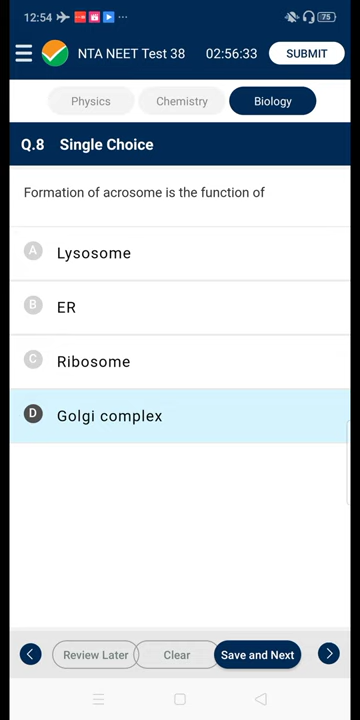 12:54 75
NTA NEET Test 38 02:56:33 SUBMIT
Physics Chemistry Biology
Q.8 Single Choice
Formation of acrosome is the function of
A Lysosome
B ER
C Ribosome
D Golgi complex
Review Later Clear Save and Next